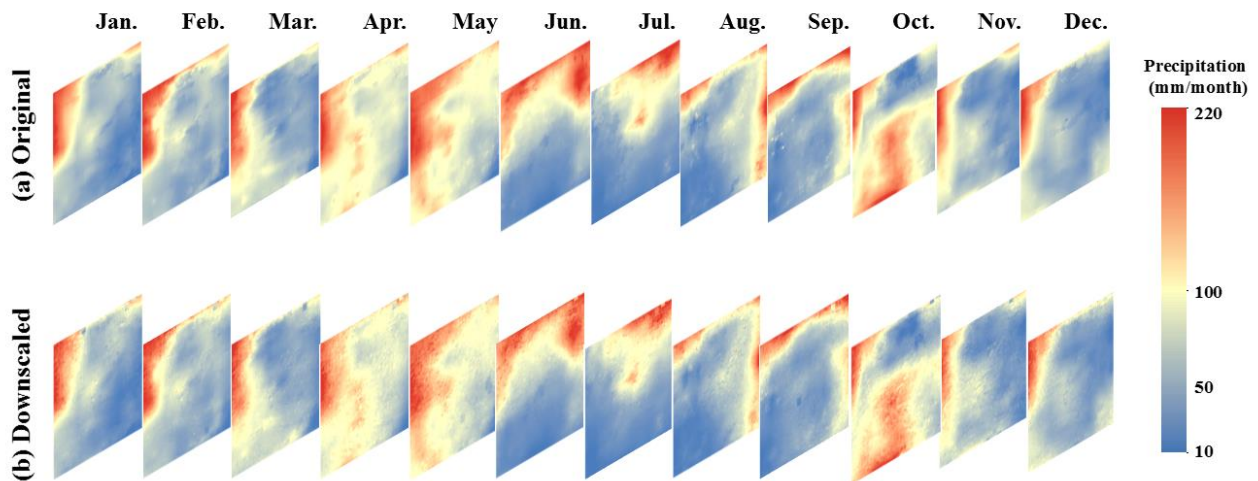 Jan. Feb. Mar. Apr. May Jun. Jul. Aug. Sep. Oct. Nov. Dec.
(a) Original
Precipitation
(mm/month)
220
100
50
10
(b) Downscaled